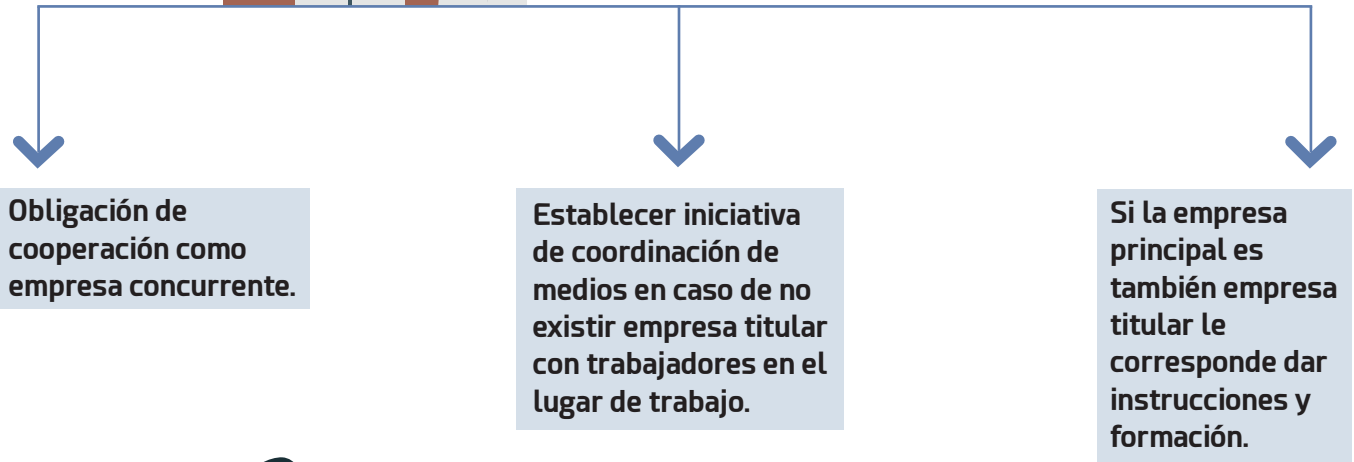 Obligación de
cooperación como
empresa concurrente.
Establecer iniciativa
de coordinación de
medios en caso de no
existir empresa titular
con trabajadores en el
lugar de trabajo.
Si la empresa
principal es
también empresa
titular le
corresponde dar
instrucciones y
formación.